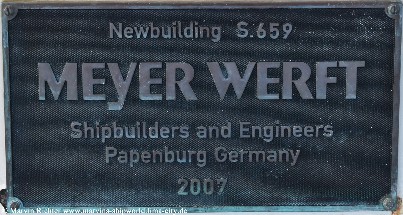 Newbuilding S.659
MEYER WERFT
Shipbuilders and Engineers
Papenburg Germany
2007